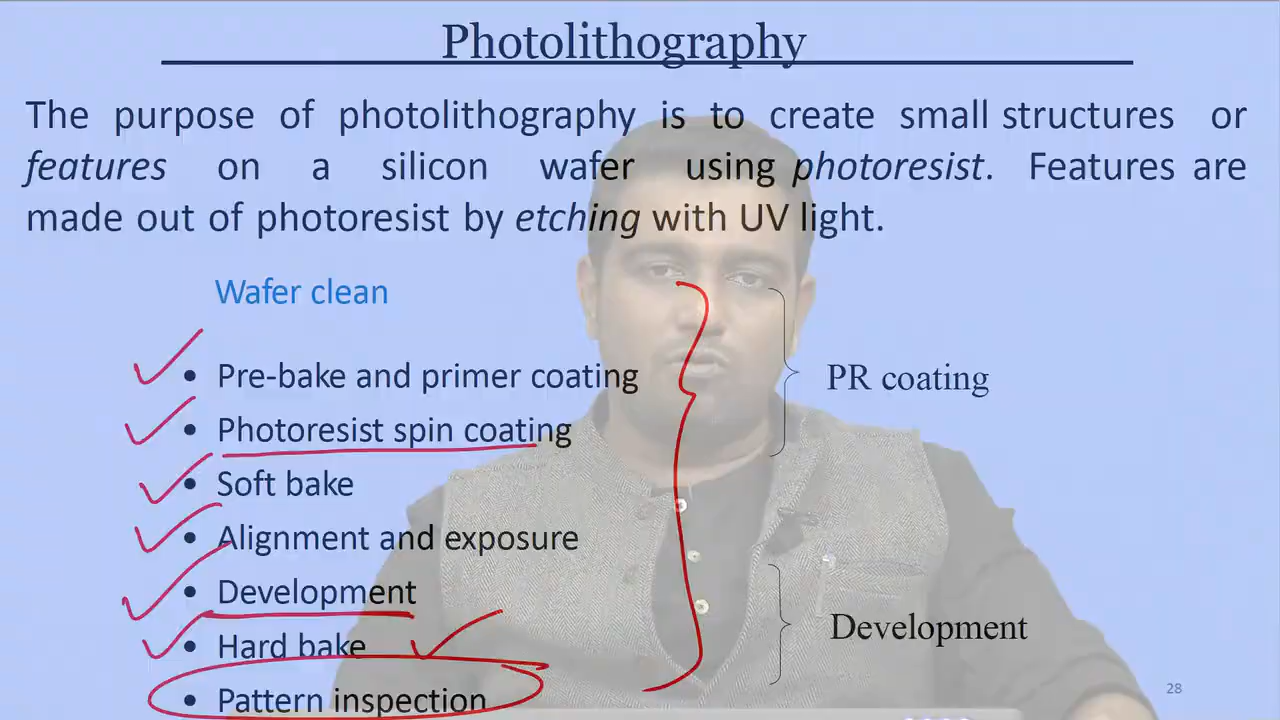 Photolithography
The purpose of photolithography is to create small structures or
features on a silicon wafer using photoresist. Features are
made out of photoresist by etching with UV light.
Wafer clean
• Pre-bake and primer coating
• Photoresist spin coating
PR coating
• Soft bake
• Alignment and exposure
• Development
• Hard bake
Development
• Pattern inspection
28